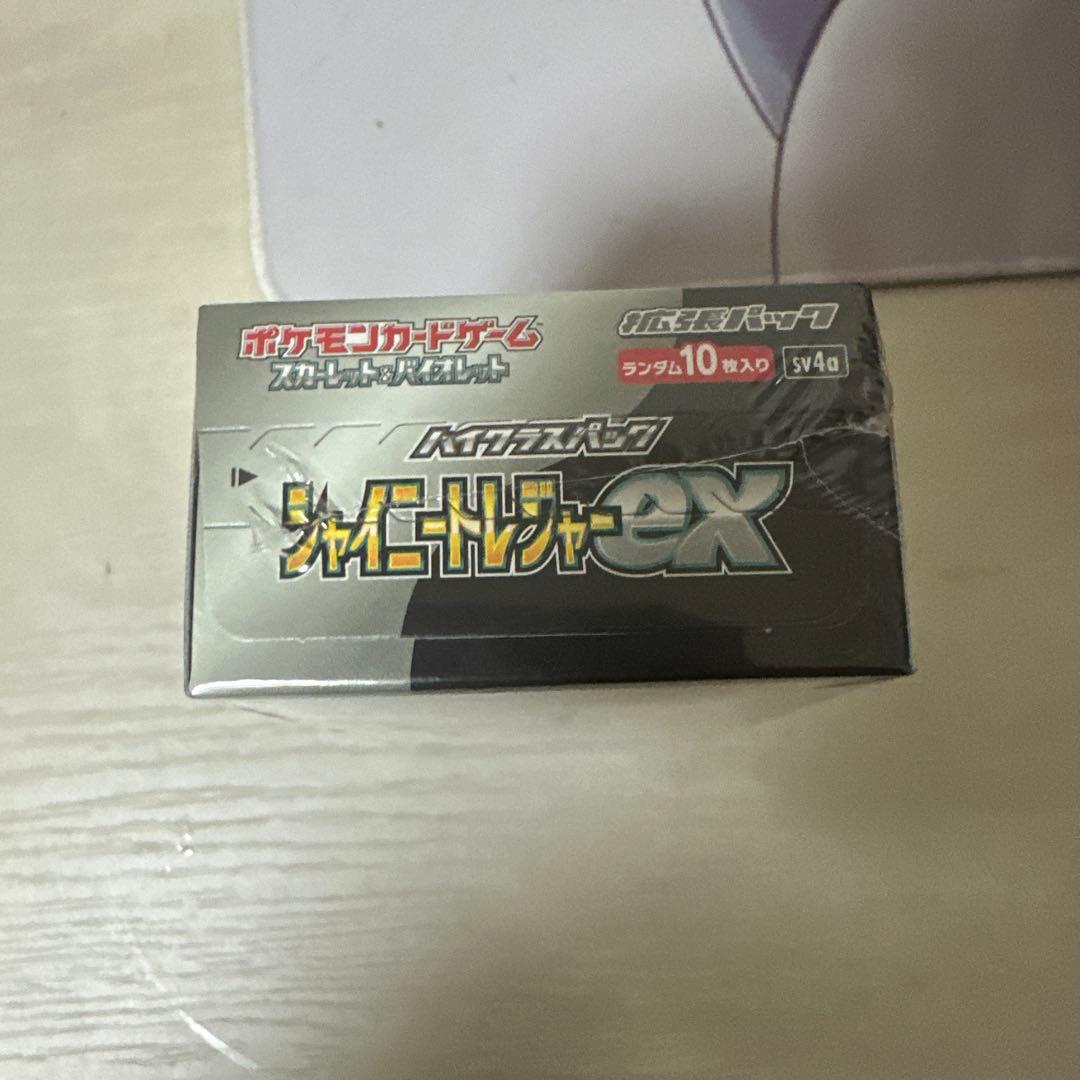 ポケモンカードゲーム
スカーレット&バイオレット
拡張パック
ランダム10枚入り sv4a
ハイクラスパック
シャイニートレジャーex